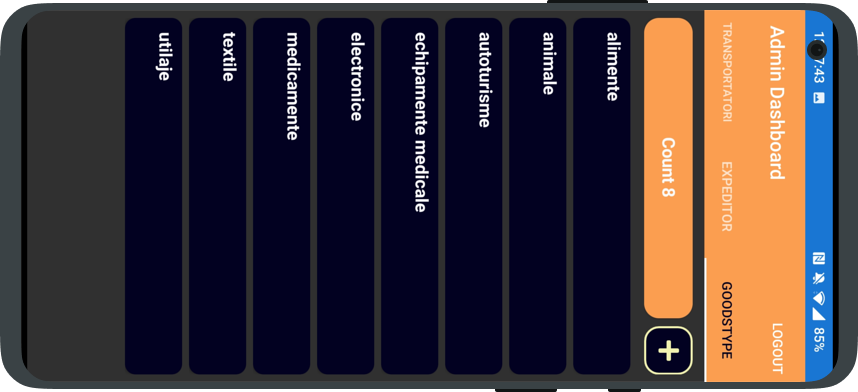 85%
Admin Dashboard
LOGOUT
TRANSPORTATORI
EXPEDITOR
GOODSTYPE
Count 8
+
alimente
animale
autoturisme
echipamente medicale
electronice
medicamente
textile
utilaje